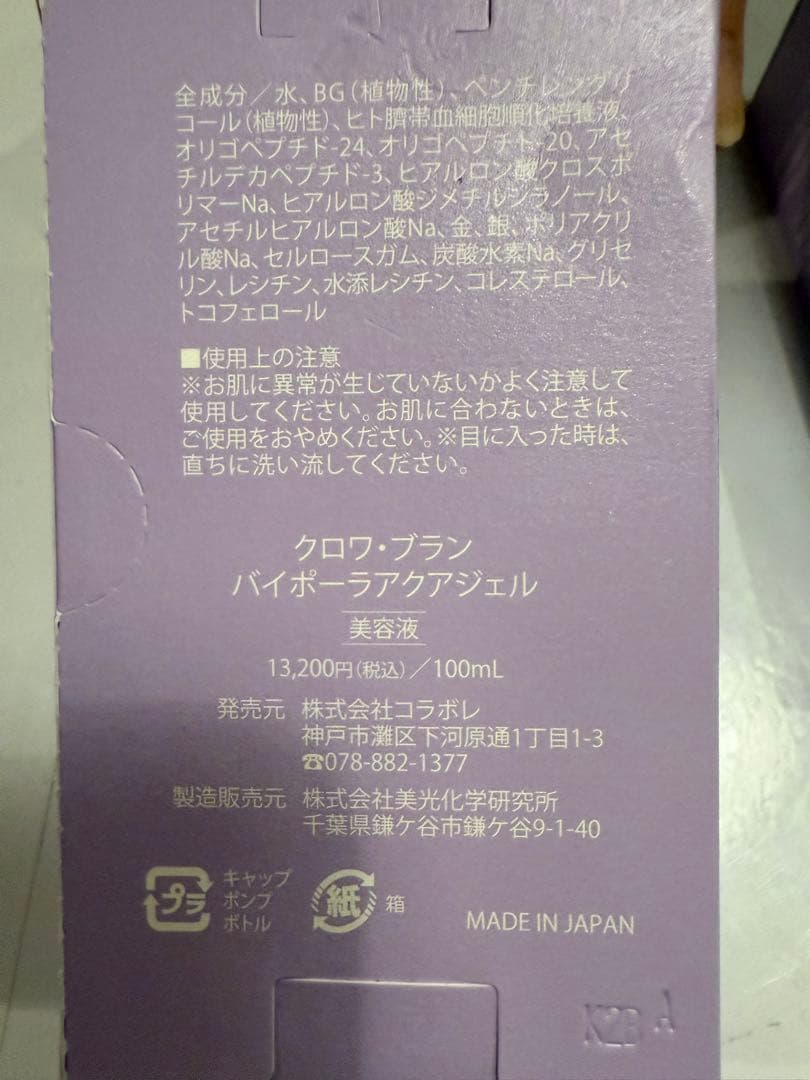 全成分／水、BG（植物性）、ペンチレングリ
コール（植物性）、ヒト臍帯血細胞順化培養液、
オリゴペプチド-24、オリゴペプチド-20、アセ
チルデカペプチド-3、ヒアルロン酸クロスポ
リマーNa、ヒアルロン酸ジメチルシラノール、
アセチルヒアルロン酸Na、金、銀、ポリアクリ
ル酸Na、セルロースガム、炭酸水素Na、グリセ
リン、レシチン、水添レシチン、コレステロール、
トコフェロール
■使用上の注意
※お肌に異常が生じていないかよく注意して
使用してください。お肌に合わないときは、
ご使用をおやめください。※目に入った時は、
直ちに洗い流してください。
クロワ・ブラン
バイポーラアクアジェル
美容液
13,200円（税込）／100mL
発売元 株式会社コラボレ
神戸市灘区下河原通1丁目1-3
☎078-882-1377
製造販売元 株式会社美光化学研究所
千葉県鎌ケ谷市鎌ケ谷9-1-40
プラ キャップ
ポンプ
ボトル
紙 箱
MADE IN JAPAN
K2B A